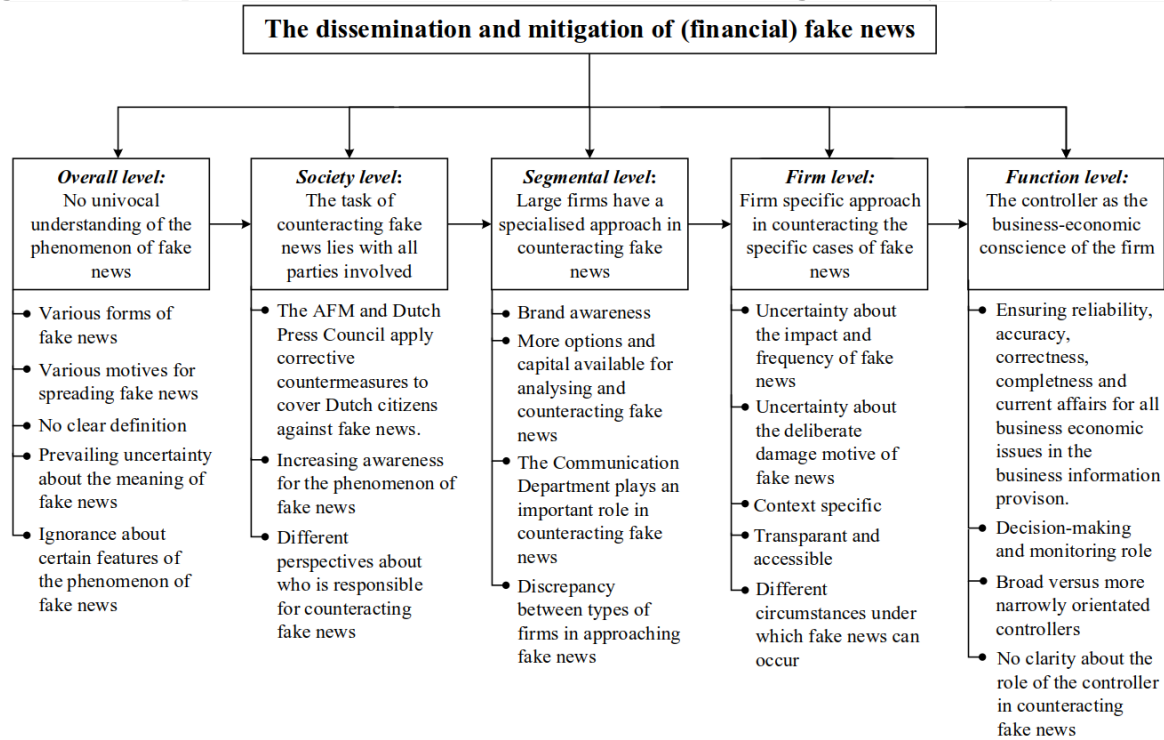 The dissemination and mitigation of (financial) fake news
Overall level:
No univocal
understanding of the
phenomenon of fake
news
Various forms of
fake news
Various motives for
spreading fake news
No clear definition
Prevailing uncertainty
about the meaning of
fake news
Ignorance about
certain features of
the phenomenon of
fake news
Society level:
The task of
counteracting fake
news lies with all
parties involved
The AFM and Dutch
Press Council apply
corrective
countermeasures to
cover Dutch citizens
against fake news.
Increasing awareness
for the phenomenon of
fake news
Different
perspectives about
who is responsible
for counteracting
fake news
Segmental level:
Large firms have a
specialised approach in
counteracting fake
news
Brand awareness
More options and
capital available for
analysing and
counteracting fake
news
The Communication
Department plays an
important role in
counteracting fake
news
Discrepancy
between types of
firms in approaching
fake news
Firm level:
Firm specific approach
in counteracting the
specific cases of fake
news
Uncertainty about
the impact and
frequency of fake
news
Uncertainty about
the deliberate
damage motive of
fake news
Context specific
Transparant and
accessible
Different
circumstances under
which fake news can
occur
Function level:
The controller as the
business-economic
conscience of the firm
Ensuring reliability,
accuracy,
correctness,
completness and
current affairs for all
business economic
issues in the
business information
provison.
Decision-making
and monitoring role
Broad versus more
narrowly orientated
controllers
No clarity about the
role of the controller
in counteracting
fake news